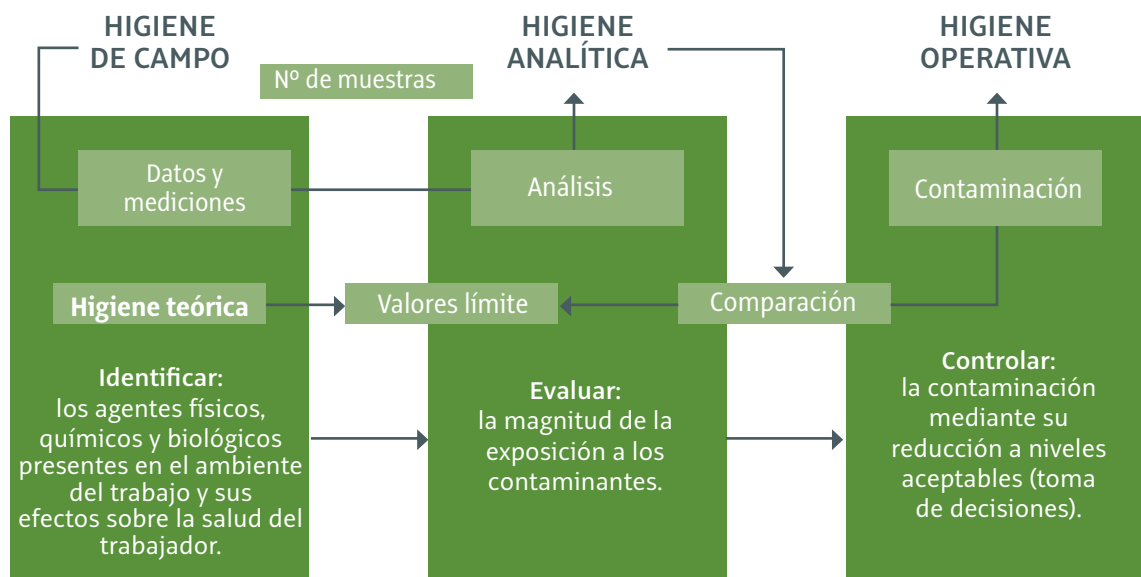 HIGIENE
DE CAMPO
HIGIENE
ANALÍTICA
HIGIENE
OPERATIVA
Nº de muestras
Datos y
mediciones
Análisis
Contaminación
Higiene teórica
Valores límite
Comparación
Identificar:
los agentes físicos,
químicos y biológicos
presentes en el ambiente
del trabajo y sus
efectos sobre la salud del
trabajador.
Evaluar:
la magnitud de la
exposición a los
contaminantes.
Controlar:
la contaminación
mediante su
reducción a niveles
aceptables (toma
de decisiones).